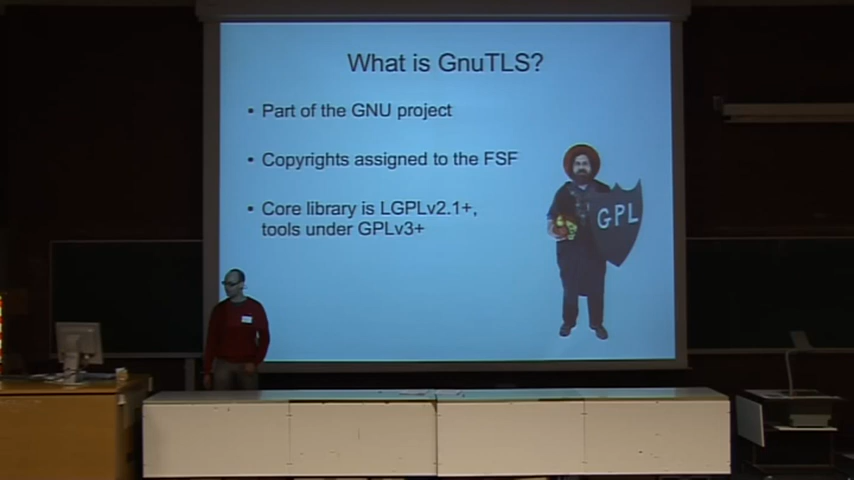 What is GnuTLS?
• Part of the GNU project
• Copyrights assigned to the FSF
• Core library is LGPLv2.1+,
tools under GPLv3+
GPL